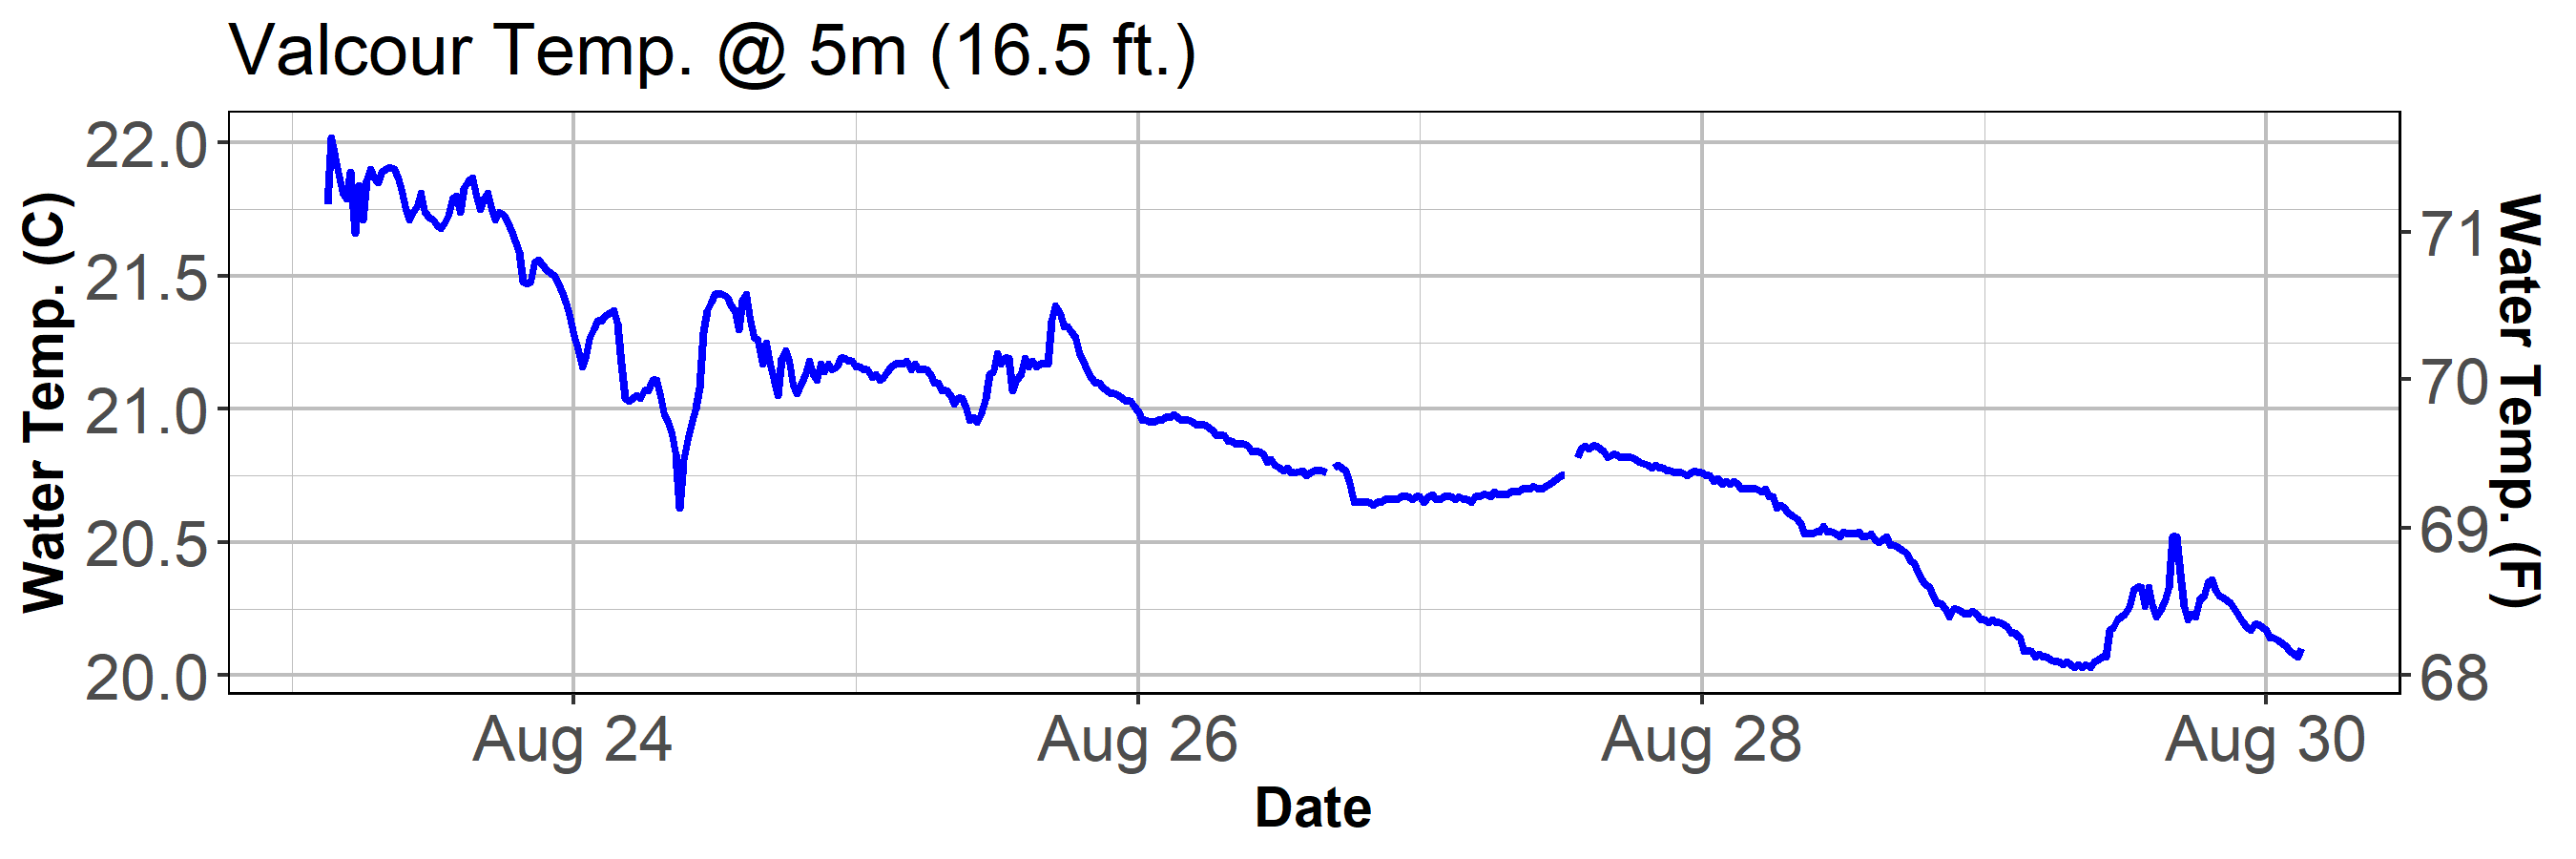 Valcour Temp. @ 5m (16.5 ft.)
Water Temp. (C)
22.0
21.5
21.0
20.5
20.0
71
70
69
68
Water Temp. (F)
Aug 24 Aug 26 Aug 28 Aug 30
Date